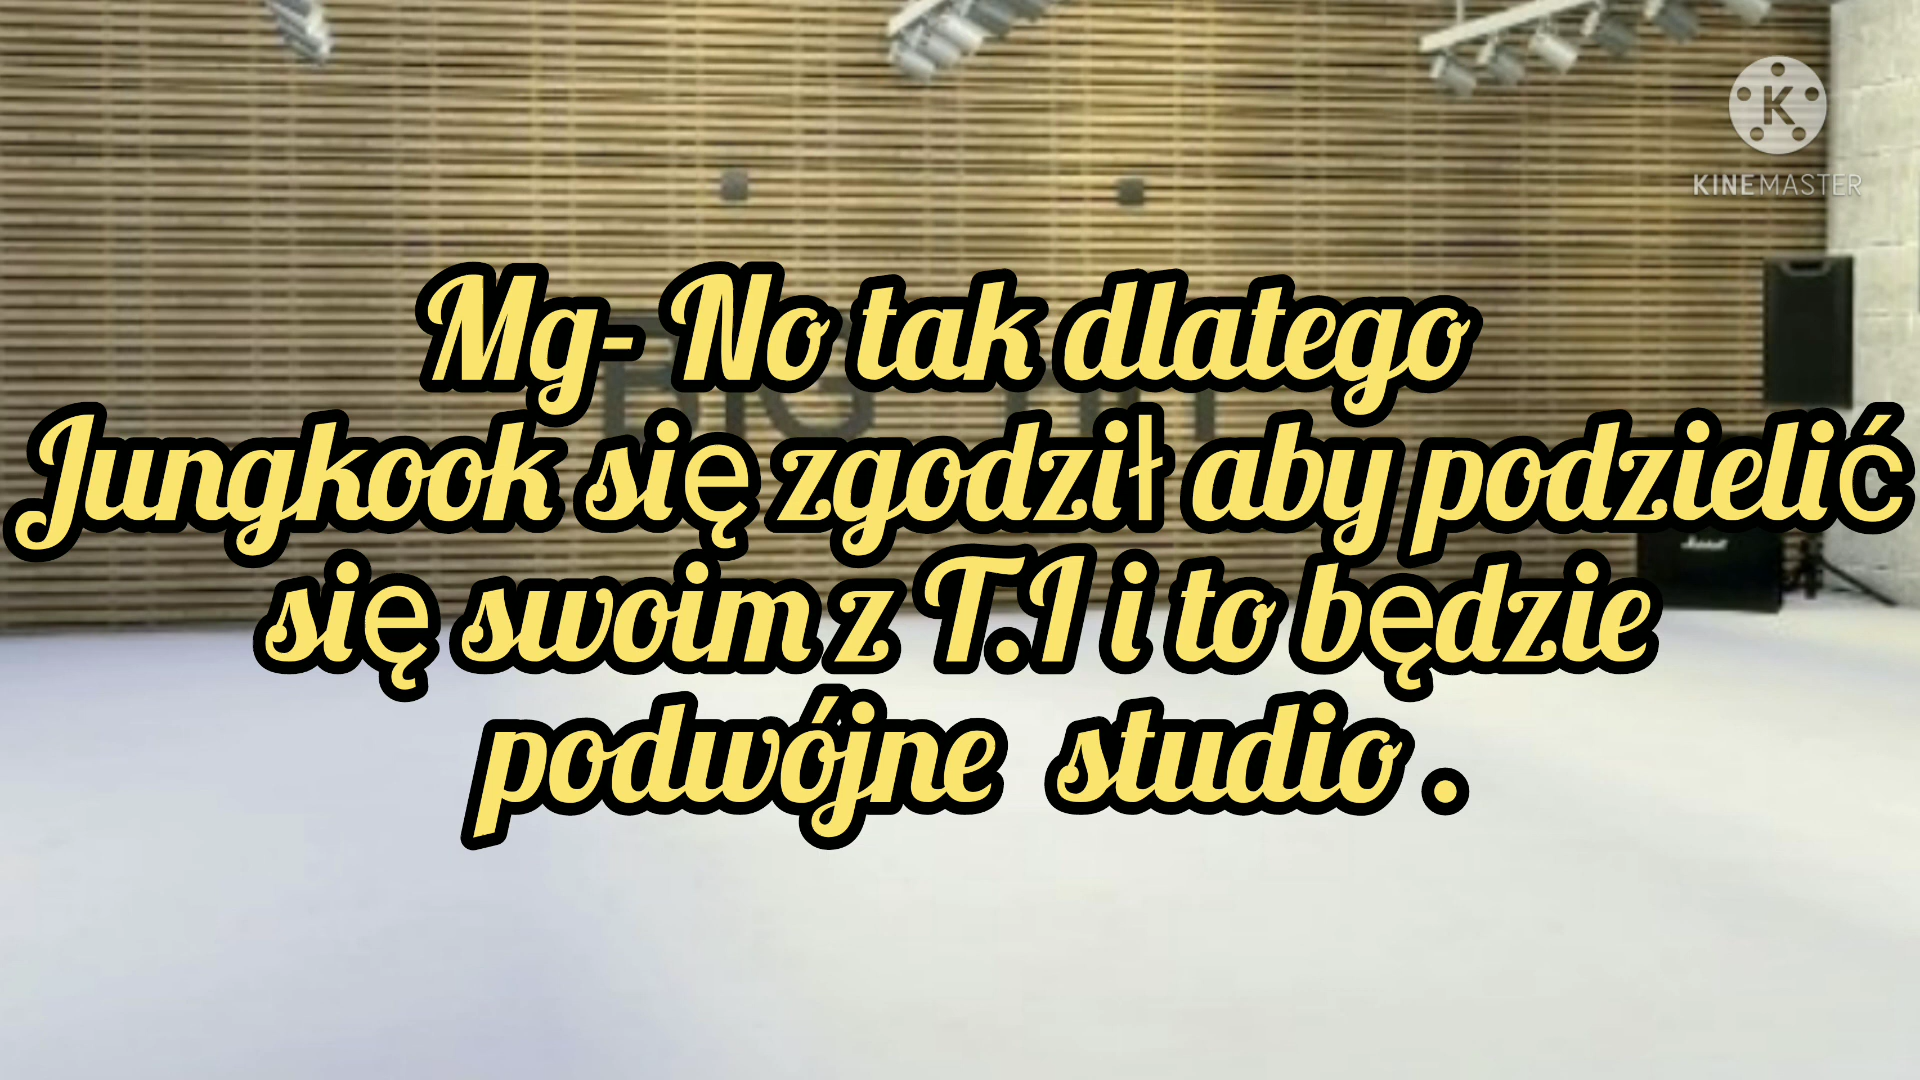 KINEMASTER
Mg- No tak dlatego
Jungkook się zgodził aby podzielić
się swoim z T.I i to będzie
podwójne studio .